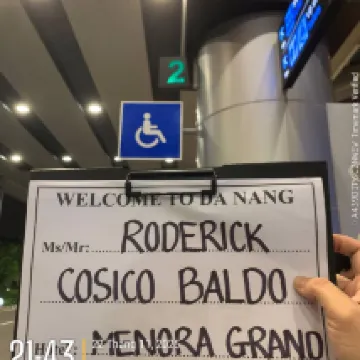 2
WELCOME TO DA NANG
Ms/Mr: RODERICK
COSICO BALDO
MENORA GRAND
21:43